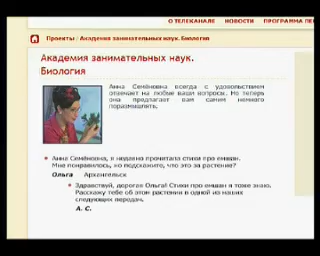 О ТЕЛЕКАНАЛЕ НОВОСТИ ПРОГРАММА
Проекты / Академия занимательных наук. Биология
Академия занимательных наук.
Биология
Анна Семёновна всегда с удовольствием
отвечает на любые ваши вопросы. Но теперь
она предлагает вам самим немного
поразмышлять.
Анна Семёновна, я недавно прочитала стихи про емшан.
Мне понравилось, но подскажите, что это за растение?
Ольга Архангельск
Здравствуй, дорогая Ольга! Стихи про емшан я тоже знаю.
Расскажу тебе об этом растении в одной из наших
следующих передач.
А. С.